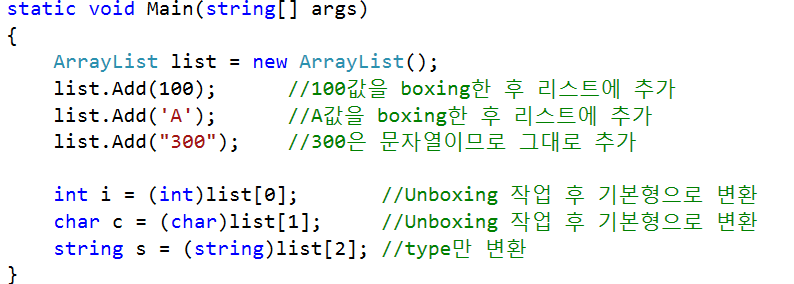 static void Main(string[] args)
{
    ArrayList list = new ArrayList();
    list.Add(100);      //100값을 boxing한 후 리스트에 추가
    list.Add('A');      //A값을 boxing한 후 리스트에 추가
    list.Add("300");    //300은 문자열이므로 그대로 추가

    int i = (int)list[0];       //Unboxing 작업 후 기본형으로 변환
    char c = (char)list[1];     //Unboxing 작업 후 기본형으로 변환
    string s = (string)list[2]; //type만 변환
}